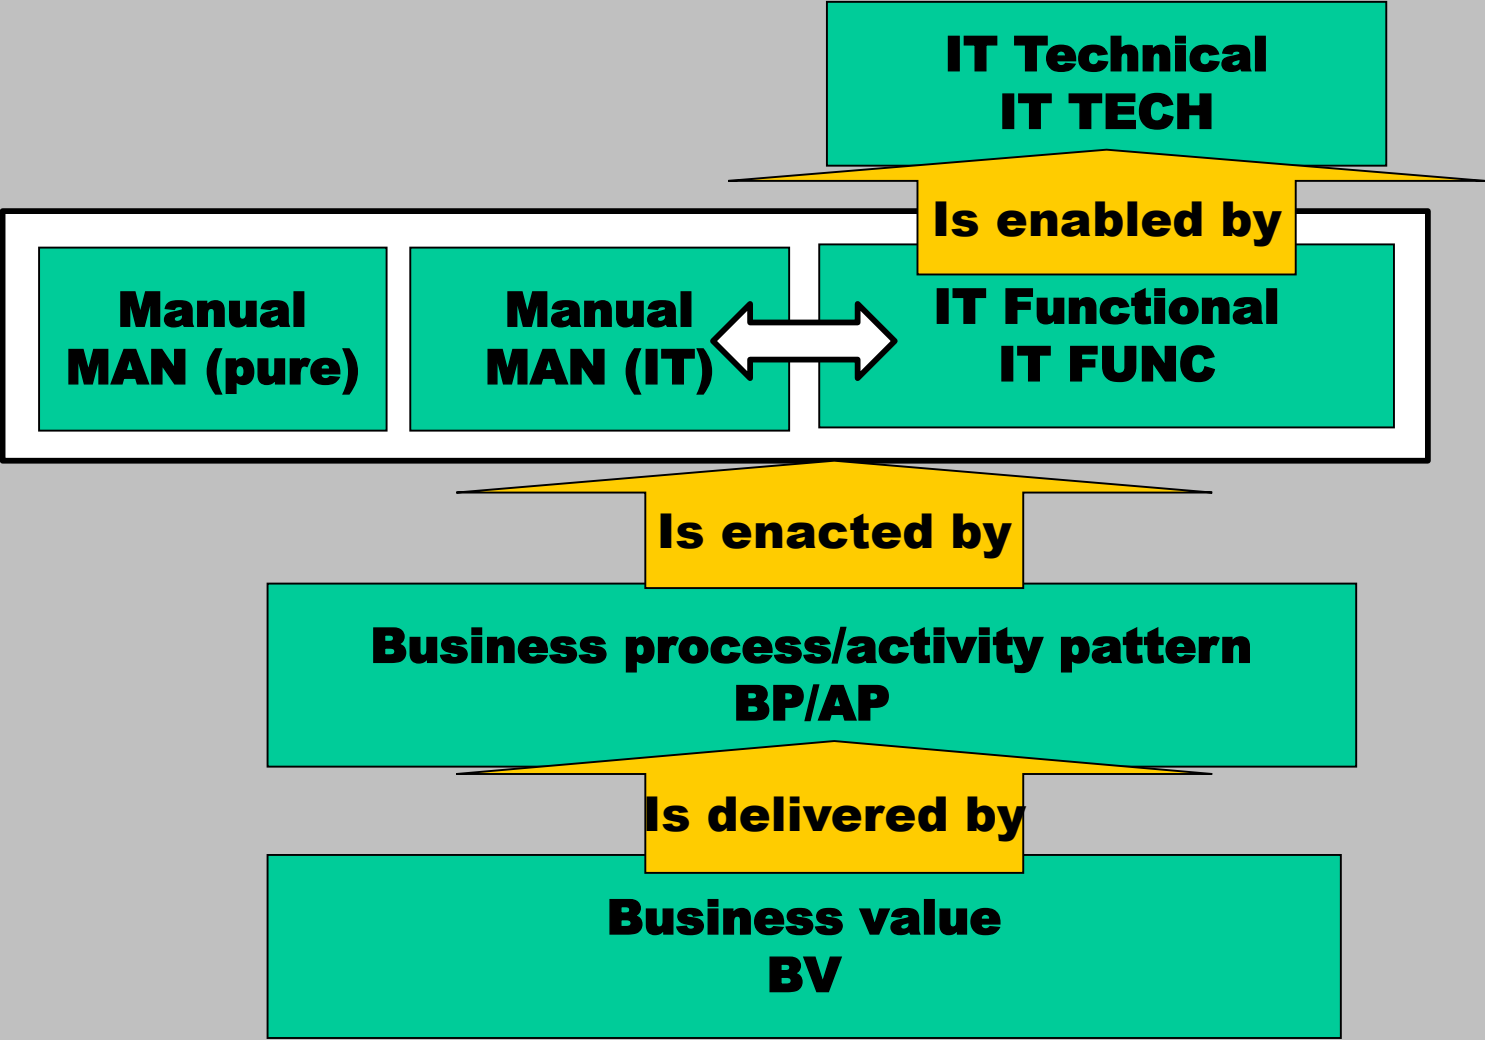 IT Technical
IT TECH
Is enabled by
Manual
MAN (pure)
Manual
MAN (IT)
IT Functional
IT FUNC
Is enacted by
Business process/activity pattern
BP/AP
Is delivered by
Business value
BV